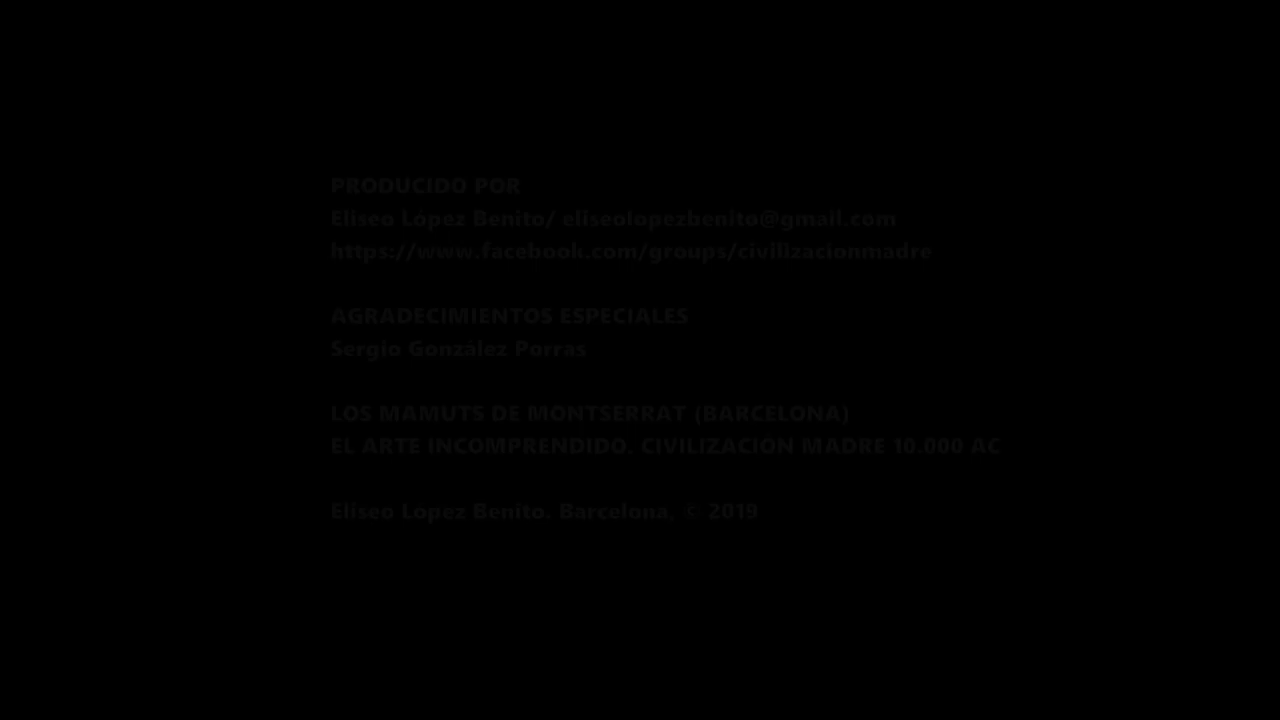 PRODUCIDO POR
Eliseo López Benito/ eliseolopezbenito@gmail.com
https://www.facebook.com/groups/civilizacionmadre
AGRADECIMIENTOS ESPECIALES
Sergio González Porras
LOS MAMUTS DE MONTSERRAT (BARCELONA)
EL ARTE INCOMPRENDIDO. CIVILIZACION MADRE 10.000 AC
Eliseo Lopez Benito. Barcelona, © 2019